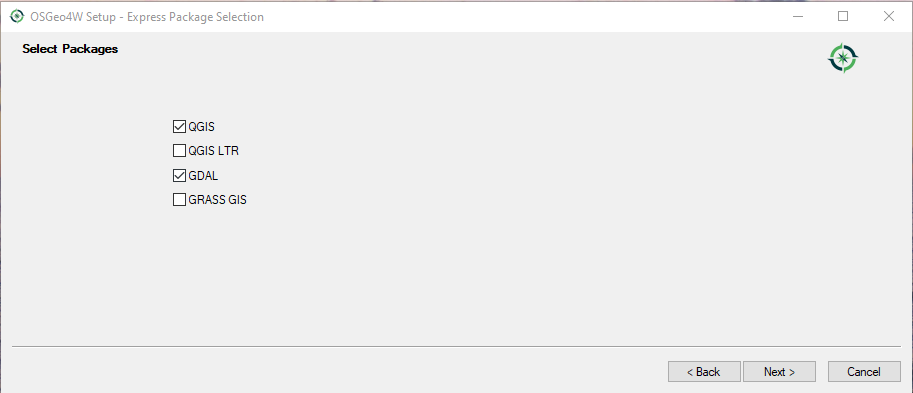 OSGeo4W Setup - Express Package Selection
Select Packages
QGIS
QGIS LTR
GDAL
GRASS GIS
< Back Next > Cancel